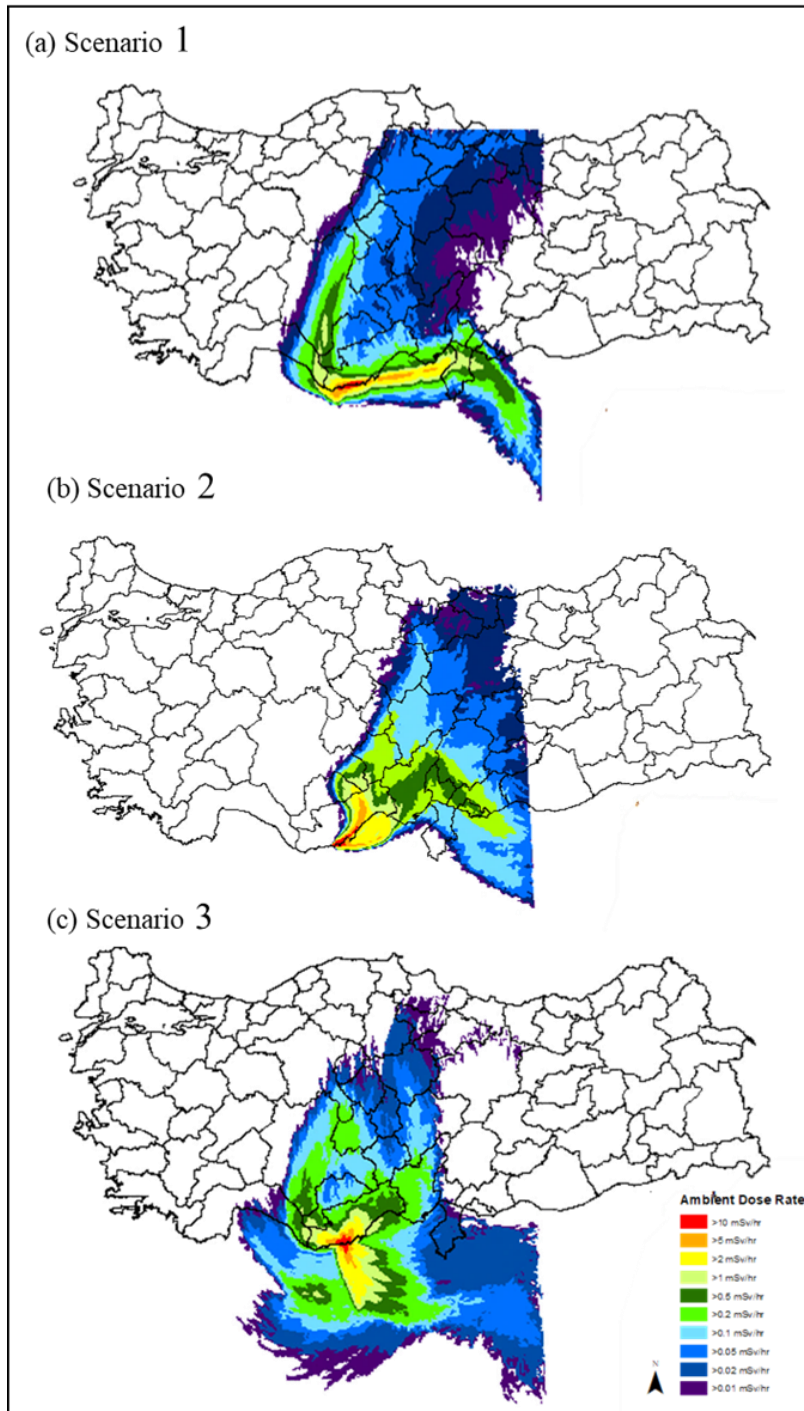 (a) Scenario 1
(b) Scenario 2
(c) Scenario 3
Ambient Dose Rate
>10 mSv/hr
>5 mSv/hr
>2 mSv/hr
>1 mSv/hr
>0.5 mSv/hr
>0.2 mSv/hr
>0.1 mSv/hr
>0.05 mSv/hr
>0.02 mSv/hr
>0.01 mSv/hr
N